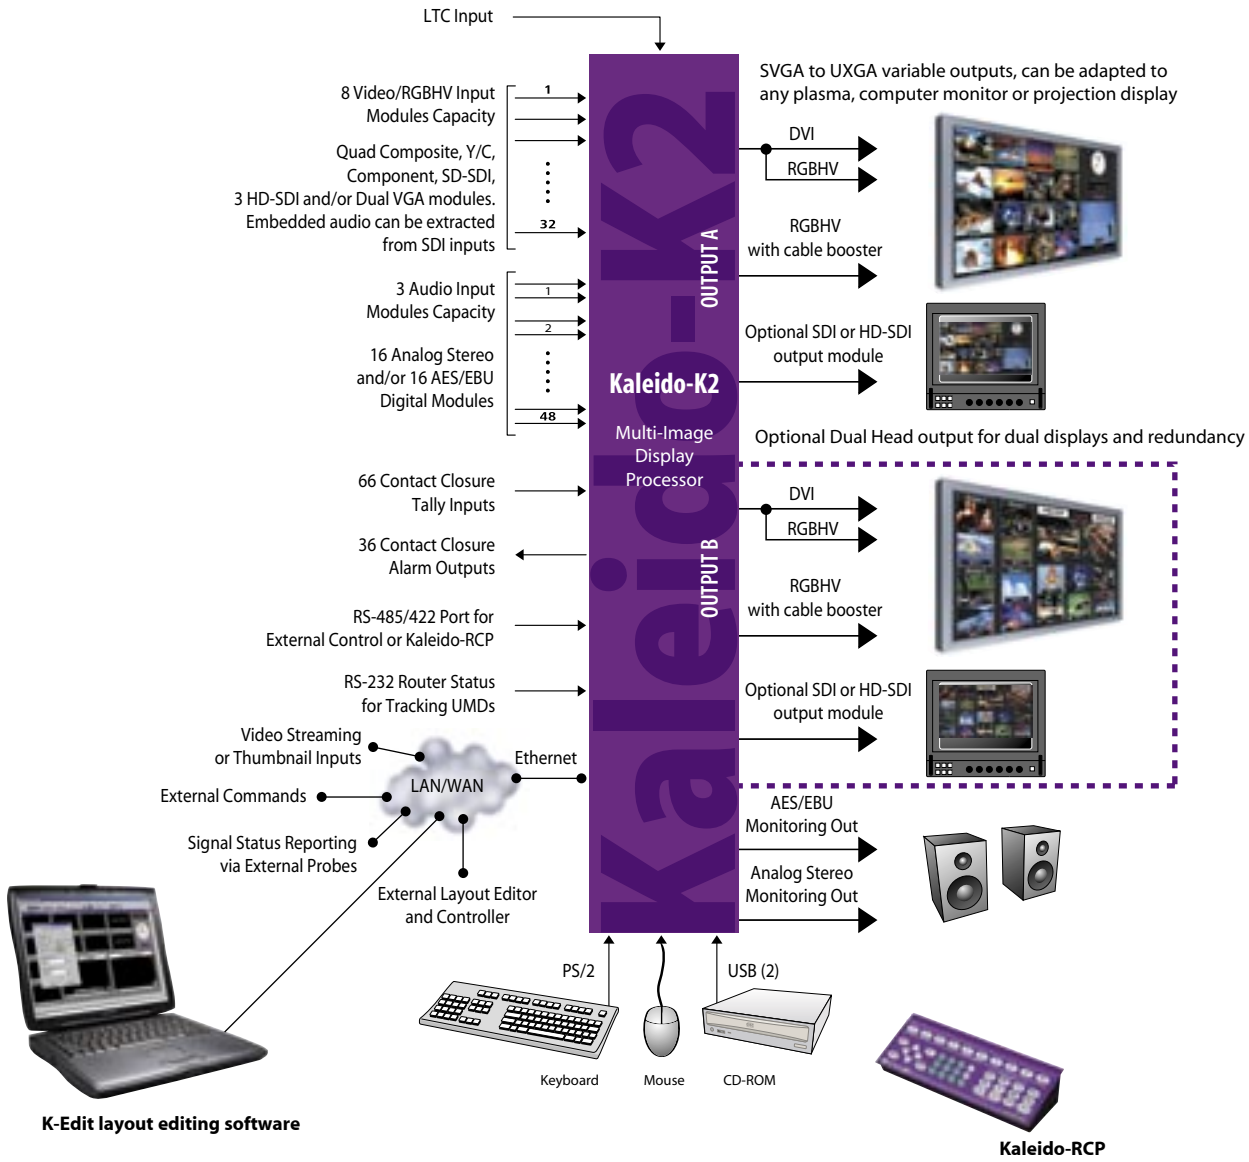 LTC Input
8 Video/RGBHV Input
Modules Capacity
Quad Composite, Y/C,
Component, SD-SDI,
3 HD-SDI and/or Dual VGA modules.
Embedded audio can be extracted
from SDI inputs
1
32
3 Audio Input
Modules Capacity
16 Analog Stereo
and/or 16 AES/EBU
Digital Modules
1
2
48
66 Contact Closure
Tally Inputs
36 Contact Closure
Alarm Outputs
RS-485/422 Port for
External Control or Kaleido-RCP
RS-232 Router Status
for Tracking UMDs
Video Streaming
or Thumbnail Inputs
External Commands
Signal Status Reporting
via External Probes
LAN/WAN
Ethernet
External Layout Editor
and Controller
Kaleido-K2
Kaleido-K2
Multi-Image
Display
Processor
OUTPUT A
OUTPUT B
SVGA to UXGA variable outputs, can be adapted to
any plasma, computer monitor or projection display
DVI
RGBHV
RGBHV
with cable booster
Optional SDI or HD-SDI
output module
Optional Dual Head output for dual displays and redundancy
DVI
RGBHV
RGBHV
with cable booster
Optional SDI or HD-SDI
output module
AES/EBU
Monitoring Out
Analog Stereo
Monitoring Out
PS/2
USB (2)
Keyboard
Mouse
CD-ROM
K-Edit layout editing software
Kaleido-RCP